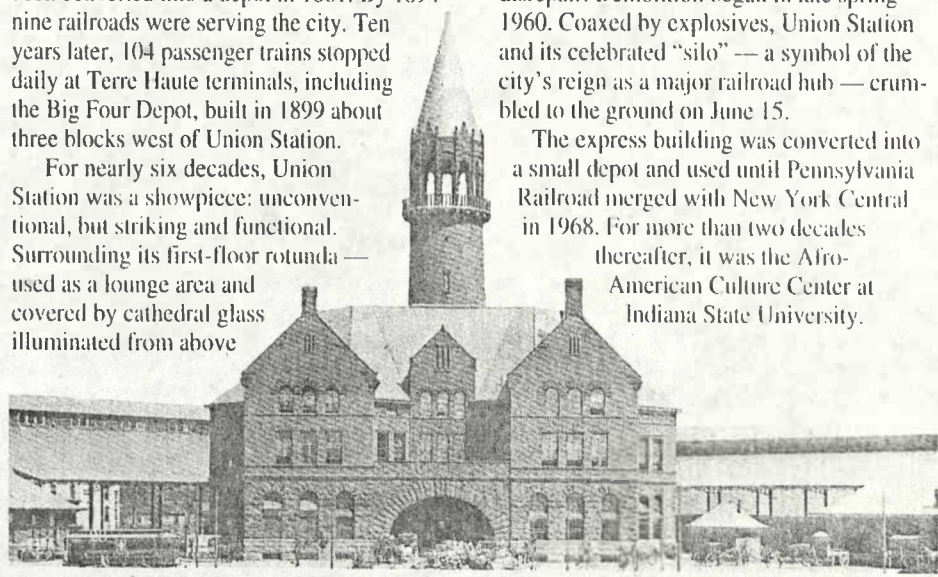 nine railroads were serving the city. Ten
years later, 104 passenger trains stopped
daily at Terre Haute terminals, including
the Big Four Depot, built in 1899 about
three blocks west of Union Station.
For nearly six decades, Union
Station was a showpiece: unconven-
tional, but striking and functional.
Surrounding its first-floor rotunda —
used as a lounge area and
covered by cathedral glass
illuminated from above
1960. Coaxed by explosives, Union Station
and its celebrated “silo” — a symbol of the
city's reign as a major railroad hub — crum-
bled to the ground on June 15.
The express building was converted into
a small depot and used until Pennsylvania
Railroad merged with New York Central
in 1968. For more than two decades
thereafter, it was the Afro-
American Culture Center at
Indiana State University.